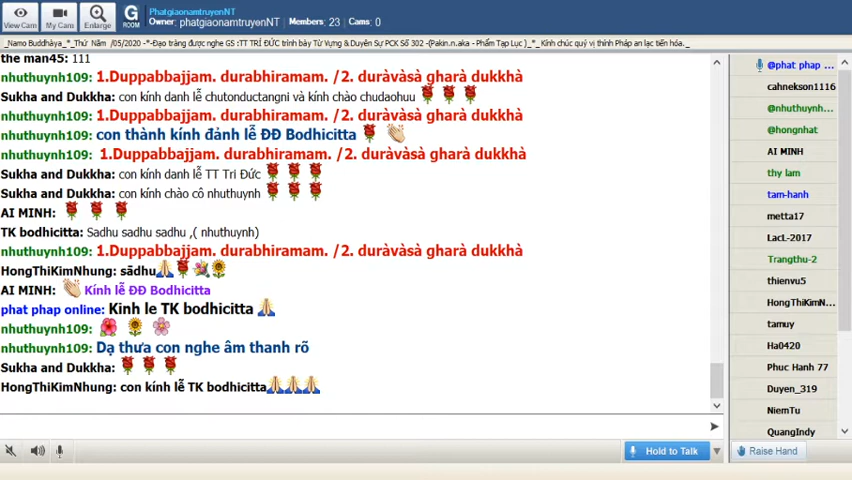 View Cam
My Cam
Enlarge
G
ROOM
PhatgiaonamtruyenNT
Owner: phatgiaonamtruyenNT Members: 23 Cams: 0
_Namo Buddhàya_*_Thứ Năm /05/2020 -*-Đạo tràng được nghe GS :TT TRÍ ĐỨC trình bày Từ Vựng &Duyên Sự PCK Số 302 -(Pakin.n.aka - Phẩm Tạp Lục )_*_ Kính chúc quý vị thính Pháp an lạc tiến hóa._
the man45: 111
nhuthuynh109: 1.Duppabbajjam. durabhiramam. /2. duràvàsà gharà dukkhà
Sukha and Dukkha: con kính danh lễ chutonductangni và kính chào chudaohuu
nhuthuynh109: 1.Duppabbajjam. durabhiramam. /2. duràvàsà gharà dukkhà
nhuthuynh109: con thành kính đảnh lễ ĐĐ Bodhicitta
nhuthuynh109: 1.Duppabbajjam. durabhiramam. /2. duràvàsà gharà dukkhà
Sukha and Dukkha: con kính danh lễ TT Tri Đức
Sukha and Dukkha: con kính chào cô nhuthuynh
AI MINH:
TK bodhicitta: Sadhu sadhu sadhu ,( nhuthuynh)
nhuthuynh109: 1.Duppabbajjam. durabhiramam. /2. duràvàsà gharà dukkhà
HongThiKimNhung: sādhu
AI MINH: Kính lễ ĐĐ Bodhicitta
phat phap online: Kinh le TK bodhicitta
nhuthuynh109:
nhuthuynh109: Dạ thưa con nghe âm thanh rõ
Sukha and Dukkha:
HongThiKimNhung: con kính lễ TK bodhicitta
Hold to Talk
@phat phap ...
cahnekson1116
@nhuthuynh...
@hongnhat
AI MINH
thy lam
tam-hanh
metta17
LacL-2017
Trangthu-2
thienvu5
HongThiKimN...
tamuy
Ha0420
Phuc Hanh 77
Duyen_319
NiemTu
QuangIndy
Raise Hand